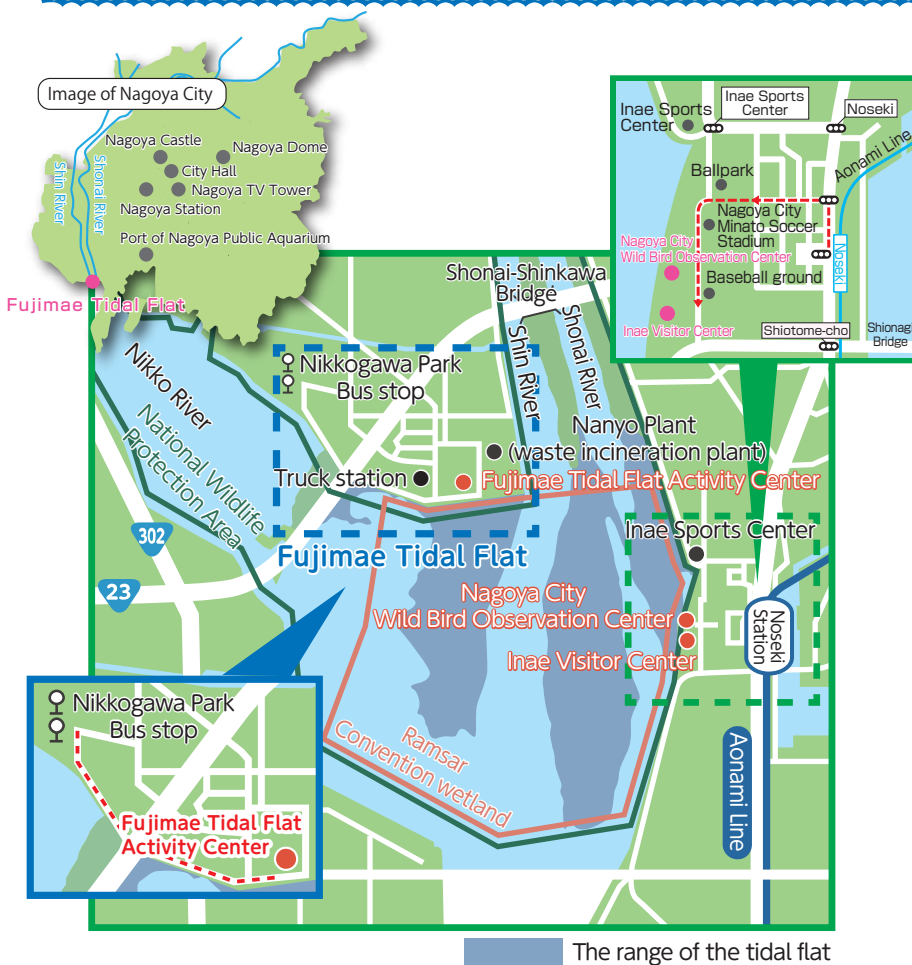 Image of Nagoya City
Nagoya Castle
Nagoya Dome
City Hall
Nagoya TV Tower
Nagoya Station
Port of Nagoya Public Aquarium
Shin River
Shonai River
Fujimae Tidal Flat
Inae Sports
Center
Inae Sports
Center
Noseki
Aonami Line
Ballpark
Nagoya City
Minato Soccer
Stadium
Nagoya City
Wild Bird Observation Center
Noseki
Baseball ground
Inae Visitor Center
Shiotome-cho
Shionag
Bridge
Shonai-Shinkawa
Bridge
Shin River
Shonai River
Nikko River
National Wildlife
Protection Area
Nikkogawa Park
Bus stop
Nanyo Plant
(waste incineration plant)
Truck station
Fujimae Tidal Flat Activity Center
302
23
Fujimae Tidal Flat
Inae Sports Center
Nagoya City
Wild Bird Observation Center
Inae Visitor Center
Noseki
Station
Ramsar
Convention wetland
Aonami Line
Nikkogawa Park
Bus stop
Fujimae Tidal Flat
Activity Center
The range of the tidal flat